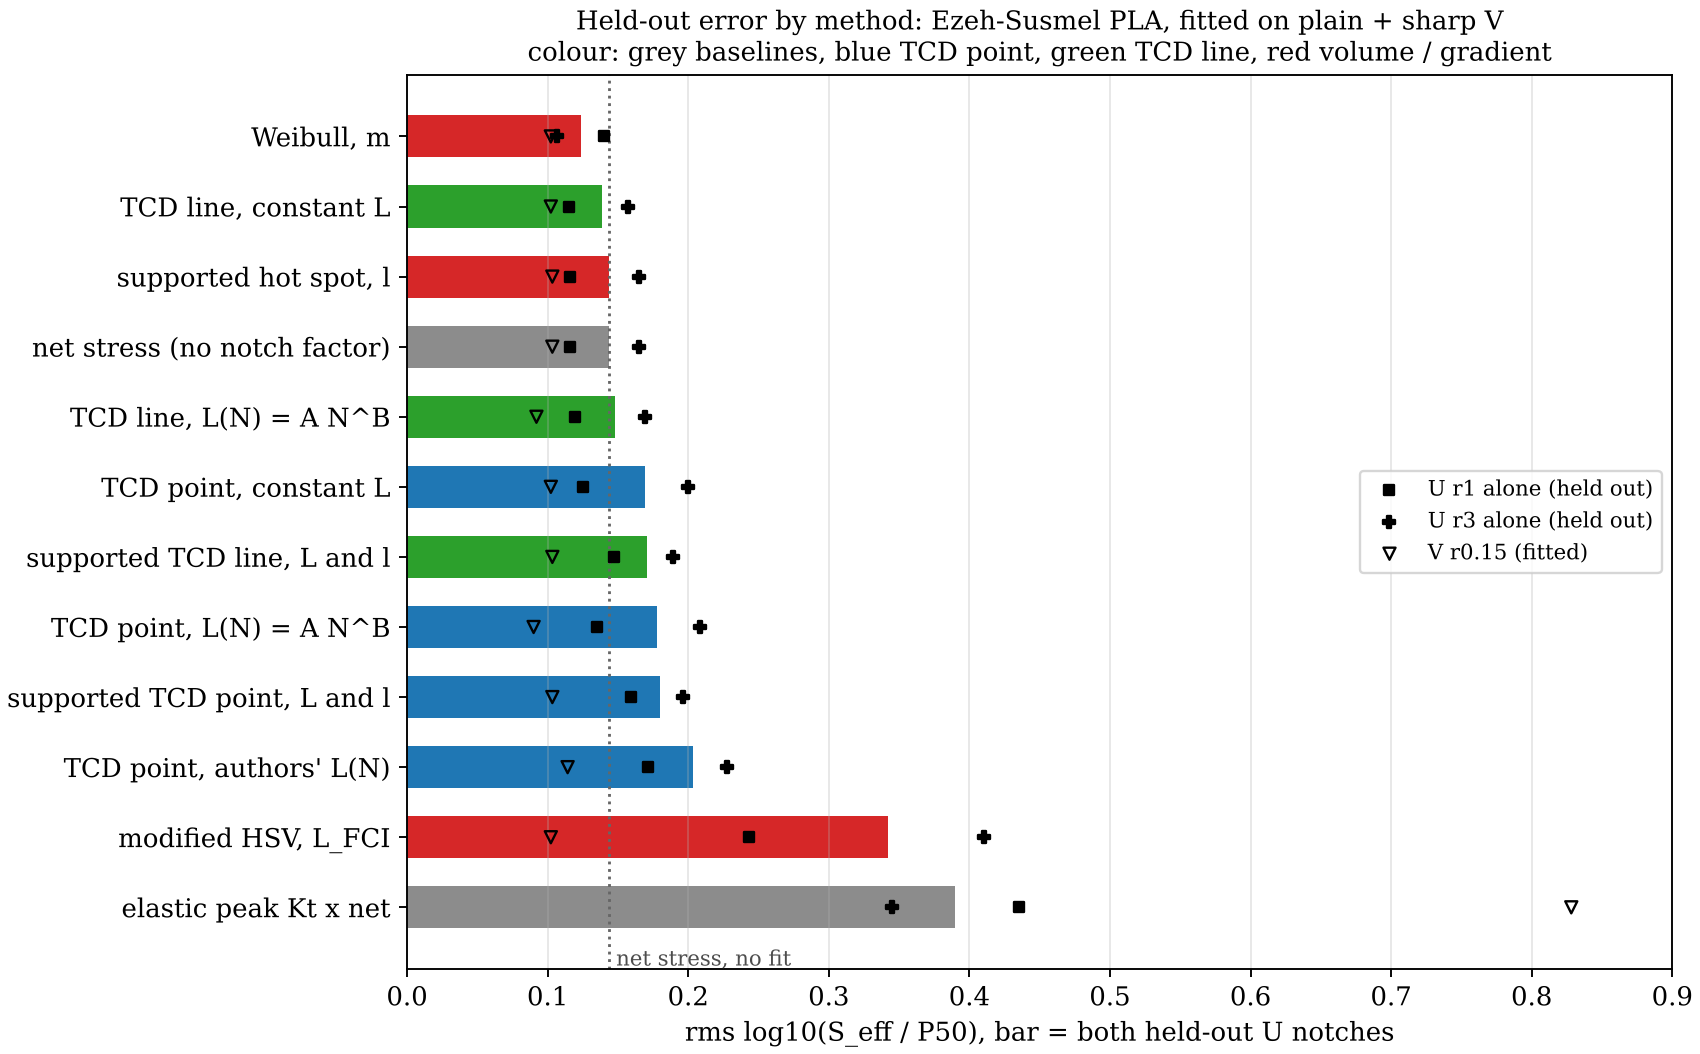 Held-out error by method: Ezeh-Susmel PLA, fitted on plain + sharp V
colour: grey baselines, blue TCD point, green TCD line, red volume / gradient
Weibull, m
TCD line, constant L
supported hot spot, l
net stress (no notch factor)
TCD line, L(N) = A N^B
TCD point, constant L
supported TCD line, L and l
TCD point, L(N) = A N^B
supported TCD point, L and l
TCD point, authors' L(N)
modified HSV, L_FCI
elastic peak Kt x net
U r1 alone (held out)
U r3 alone (held out)
V r0.15 (fitted)
net stress, no fit
0.0 0.1 0.2 0.3 0.4 0.5 0.6 0.7 0.8 0.9
rms log10(S_eff / P50), bar = both held-out U notches